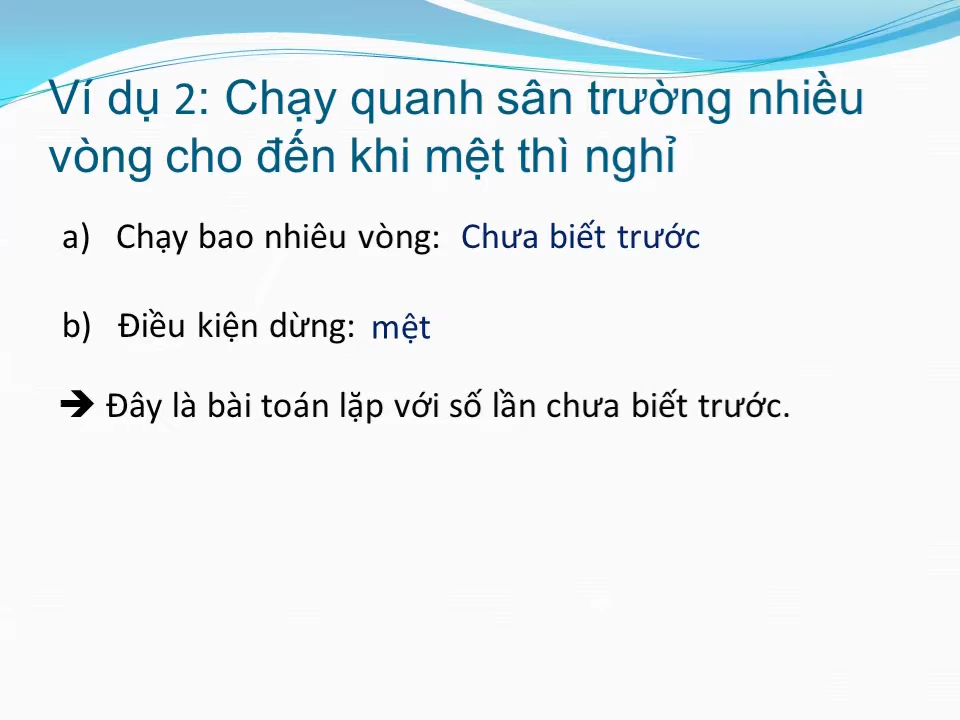 Ví dụ 2: Chạy quanh sân trường nhiều
vòng cho đến khi mệt thì nghỉ
a) Chạy bao nhiêu vòng: Chưa biết trước
b) Điều kiện dừng: mệt
➔ Đây là bài toán lặp với số lần chưa biết trước.